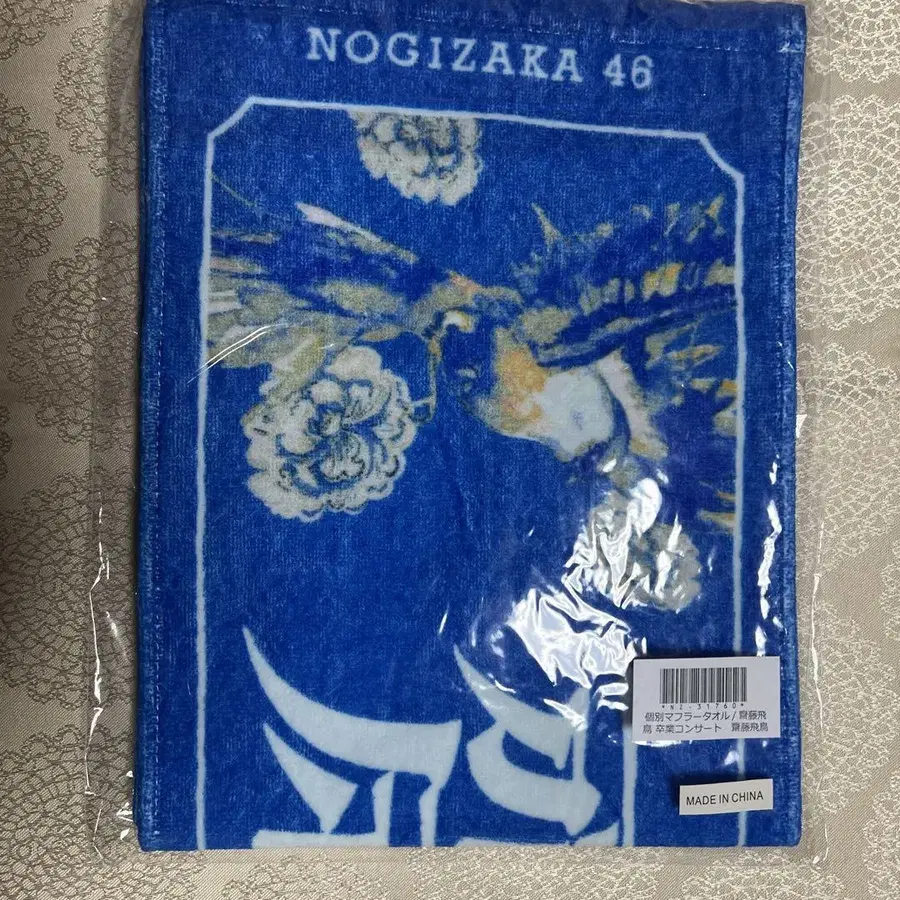 NOGIZAKA 46
*NZ-31760*
個別マフラータオル / 齋藤飛
鳥 卒業コンサート 齋藤飛鳥
MADE IN CHINA